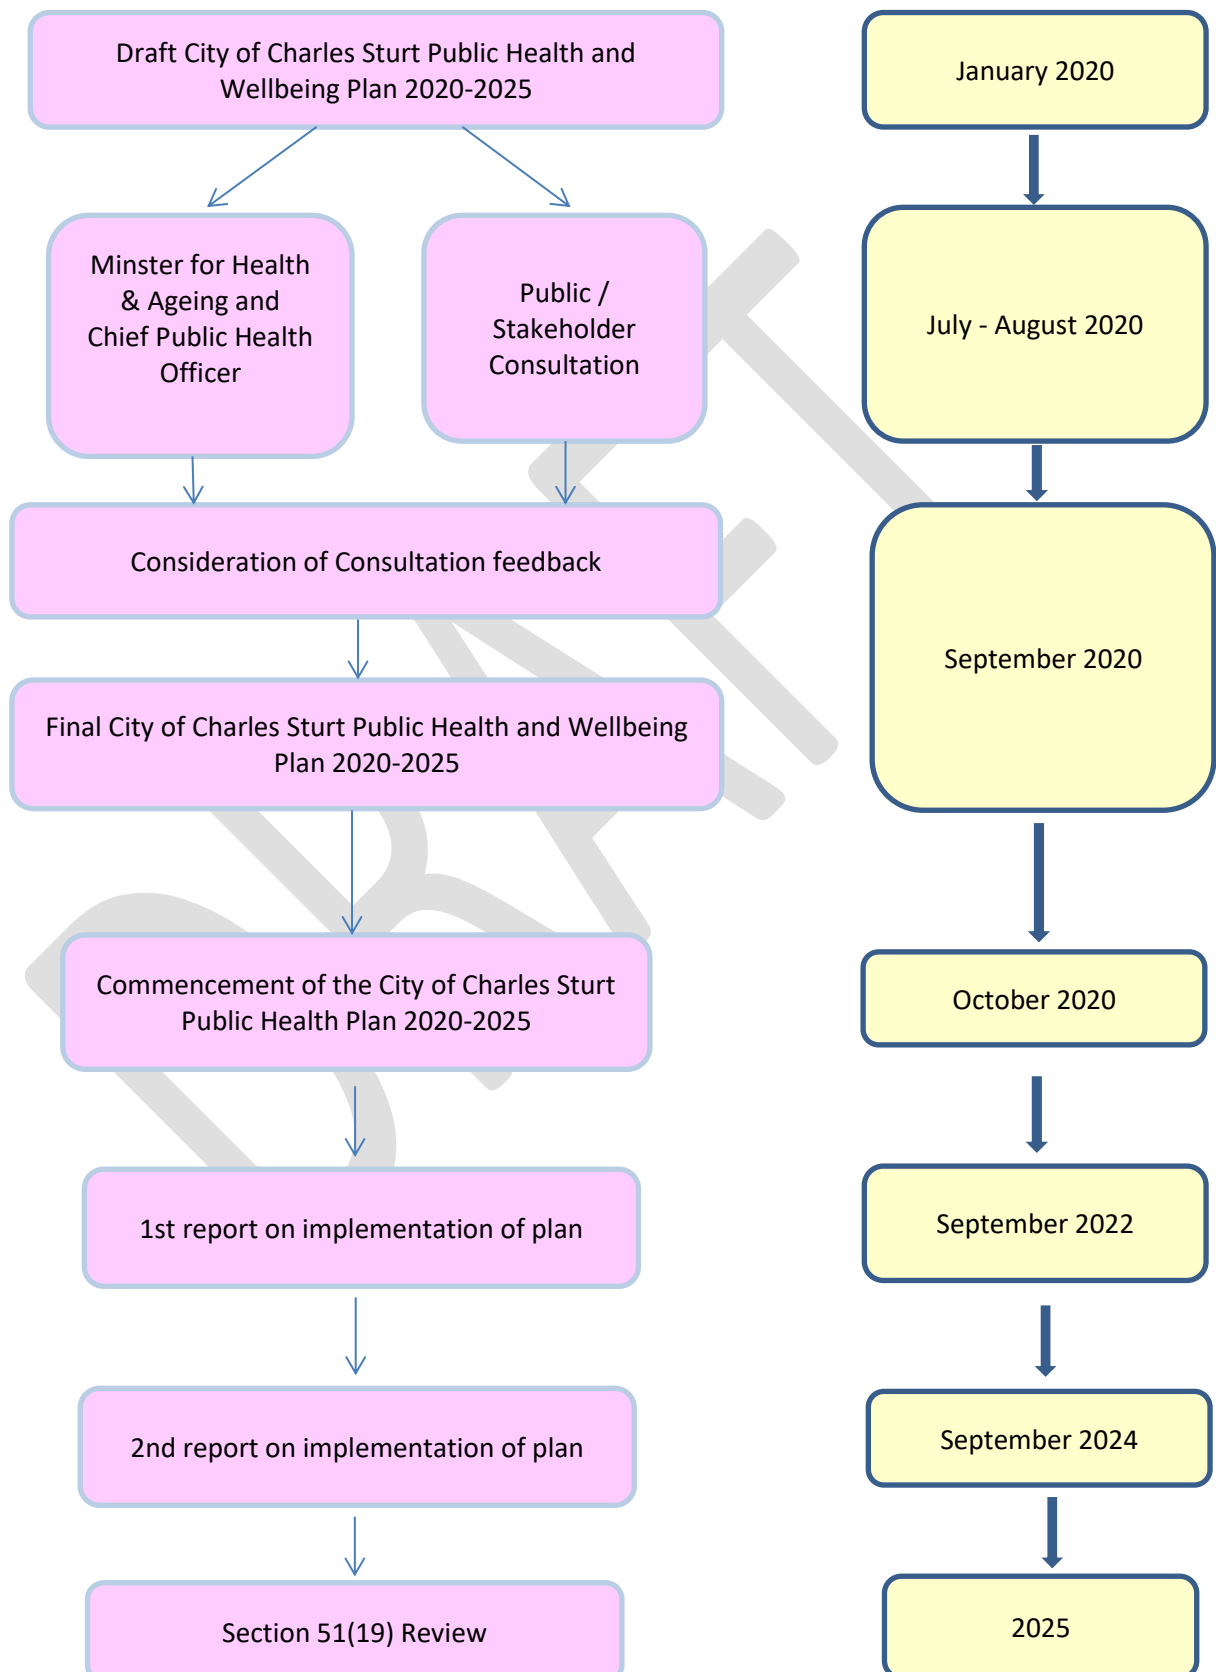 Draft City of Charles Sturt Public Health and
Wellbeing Plan 2020-2025
January 2020
Minster for Health
& Ageing and
Chief Public Health
Officer
Public /
Stakeholder
Consultation
July - August 2020
Consideration of Consultation feedback
September 2020
Final City of Charles Sturt Public Health and Wellbeing
Plan 2020-2025
Commencement of the City of Charles Sturt
Public Health Plan 2020-2025
October 2020
1st report on implementation of plan
September 2022
2nd report on implementation of plan
September 2024
Section 51(19) Review
2025
DRAFT